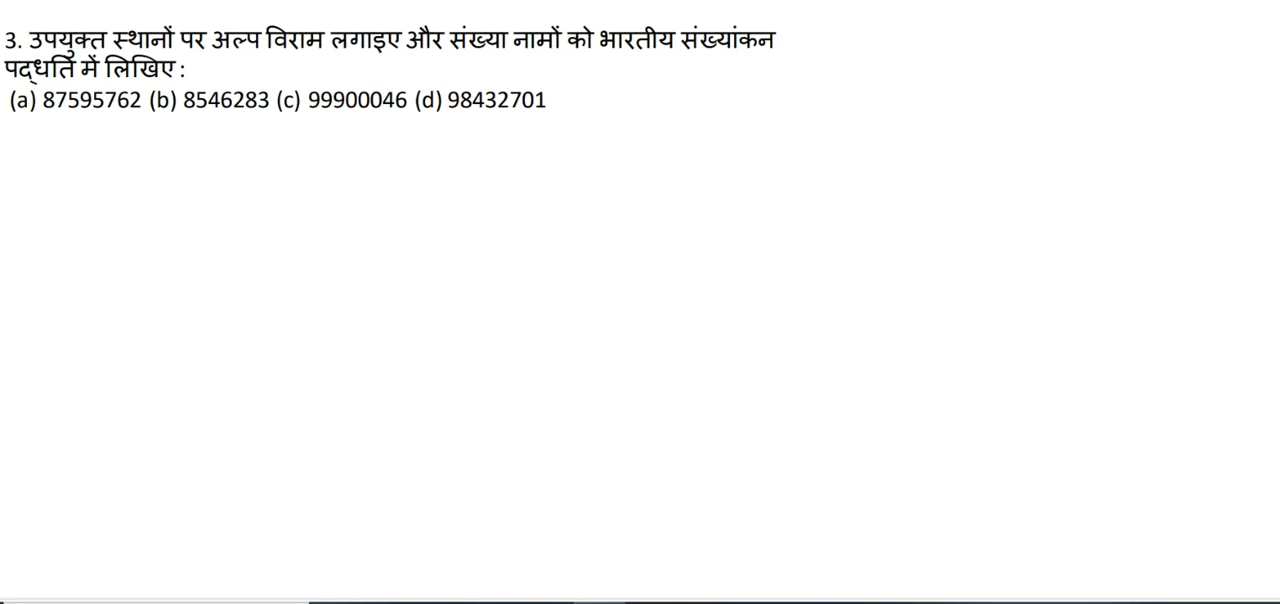 3. उपयुक्त स्थानों पर अल्प विराम लगाइए और संख्या नामों को भारतीय संख्यांकन
पद्धति में लिखिए :
(a) 87595762 (b) 8546283 (c) 99900046 (d) 98432701